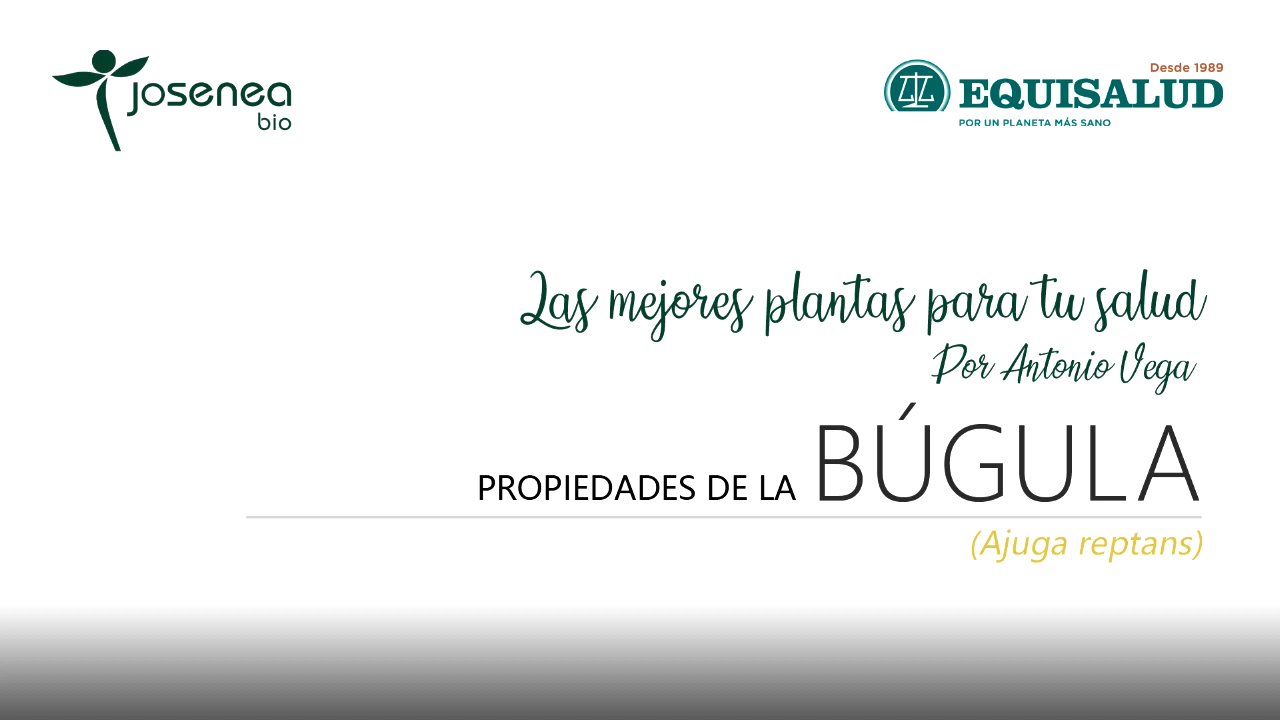 josenea
bio
Desde 1989
EQUISALUD
POR UN PLANETA MÁS SANO
Las mejores plantas para tu salud
Por Antonio Vega
PROPIEDADES DE LA BÚGULA
(Ajuga reptans)